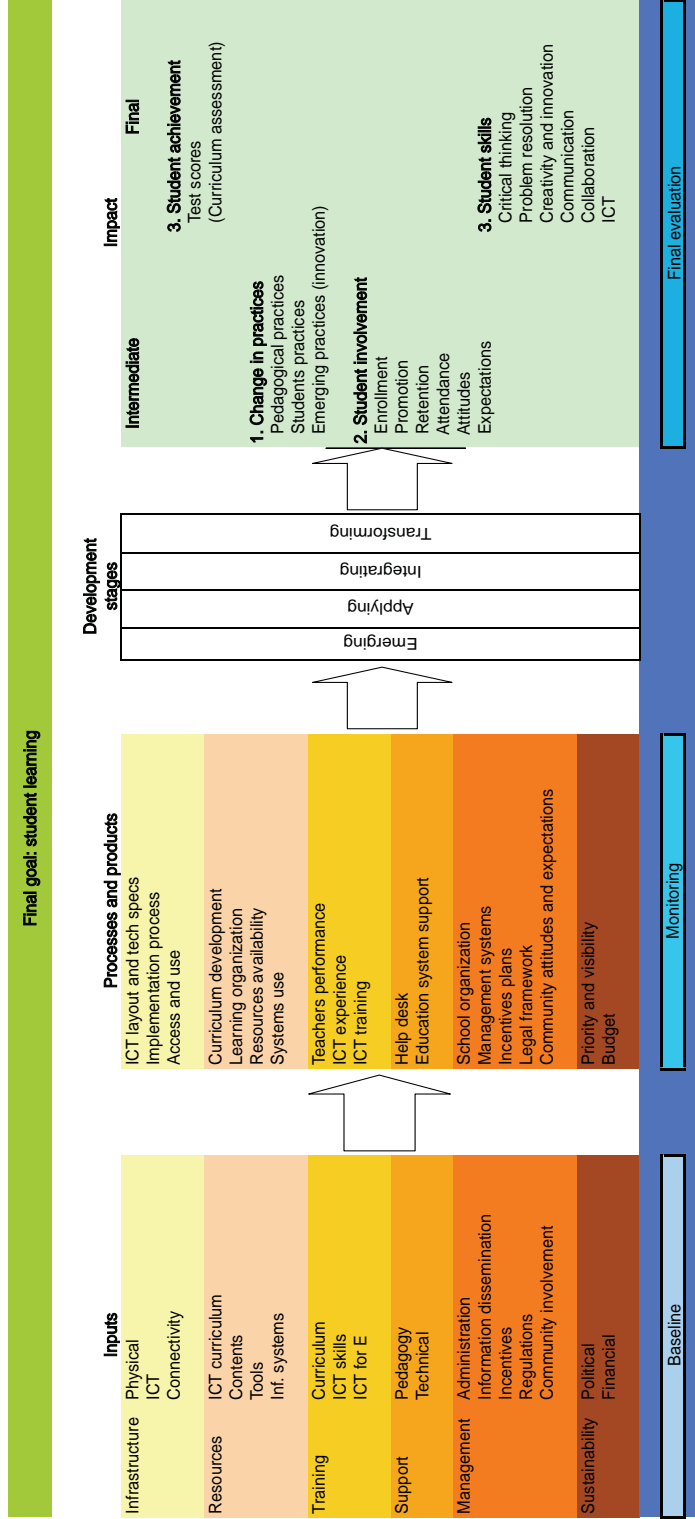 Final goal: student learning
Inputs
Infrastructure
Physical
ICT
Connectivity
Resources
ICT curriculum
Contents
Tools
Inf. systems
Training
Curriculum
ICT skills
ICT for E
Support
Pedagogy
Technical
Management
Administration
Information dissemination
Incentives
Regulations
Community involvement
Sustainability
Political
Financial
Processes and products
ICT layout and tech specs
Implementation process
Access and use
Curriculum development
Learning organization
Resources availability
Systems use
Teachers performance
ICT experience
ICT training
Help desk
Education system support
School organization
Management systems
Incentives plans
Legal framework
Community attitudes and expectations
Priority and visibility
Budget
Development
stages
Emerging
Applying
Integrating
Transforming
Impact
Intermediate
Final
1. Change in practices
Pedagogical practices
Students practices
Emerging practices (innovation)
2. Student involvement
Enrollment
Promotion
Retention
Attendance
Attitudes
Expectations
3. Student achievement
Test scores
(Curriculum assessment)
3. Student skills
Critical thinking
Problem resolution
Creativity and innovation
Communication
Collaboration
ICT
Baseline
Monitoring
Final evaluation